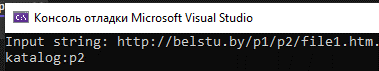 Консоль отладки Microsoft Visual Studio
Input string: http://belstu.by/p1/p2/file1.htm.
katalog:p2